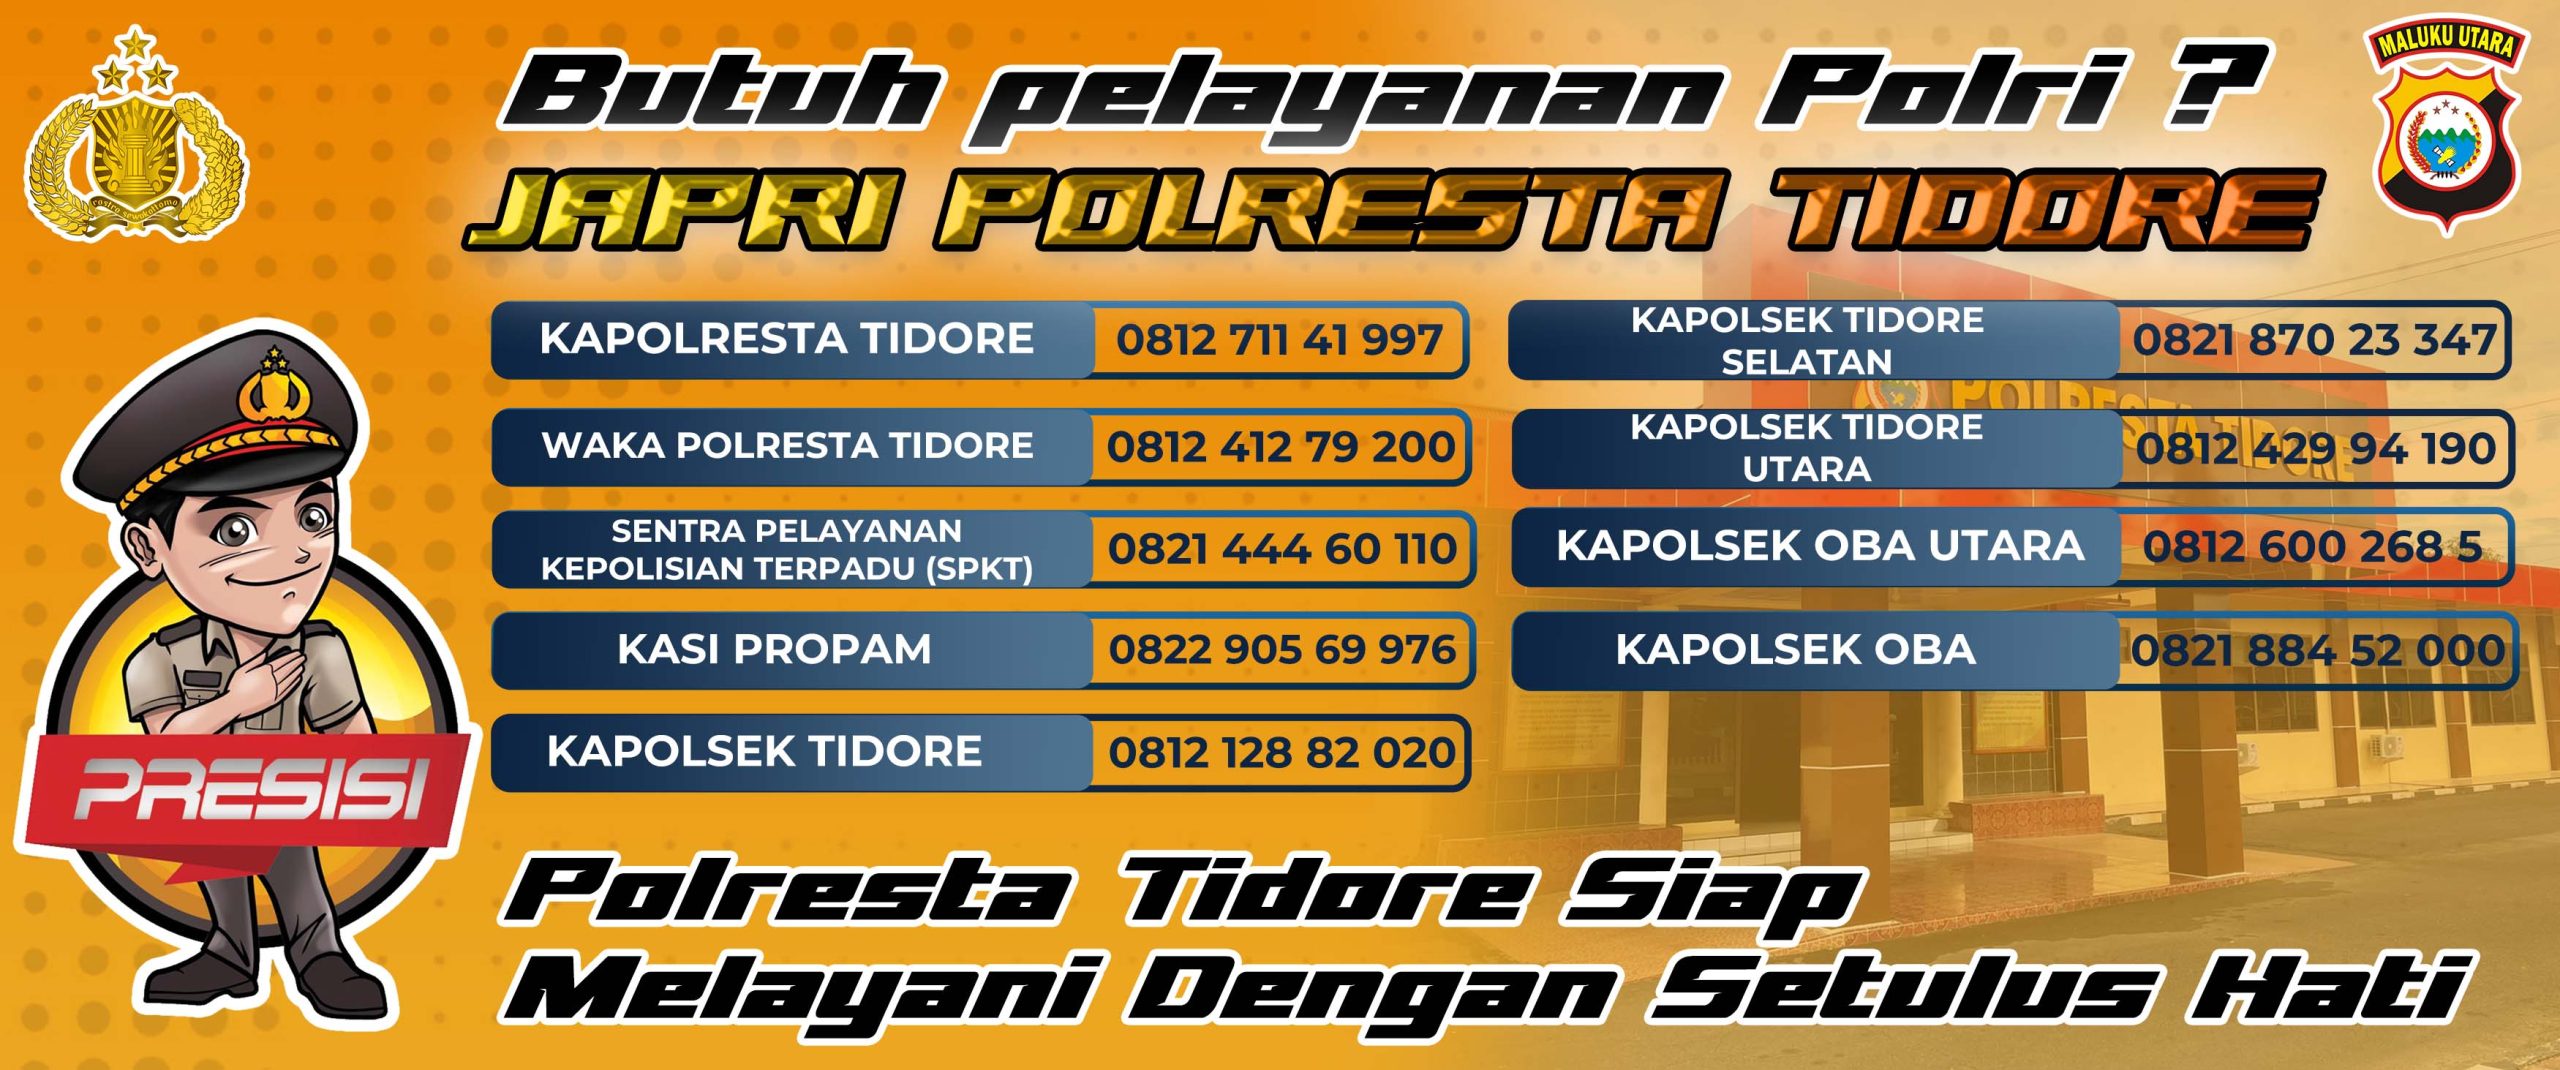 Butuh pelayanan Polri ?
JAPRI POLRESTA TIDORE
MALUKU UTARA
rastra sewakottama
KAPOLRESTA TIDORE 0812 711 41 997
WAKA POLRESTA TIDORE 0812 412 79 200
SENTRA PELAYANAN
KEPOLISIAN TERPADU (SPKT) 0821 444 60 110
KASI PROPAM 0822 905 69 976
KAPOLSEK TIDORE 0812 128 82 020
KAPOLSEK TIDORE
SELATAN 0821 870 23 347
KAPOLSEK TIDORE
UTARA 0812 429 94 190
KAPOLSEK OBA UTARA 0812 600 268 5
KAPOLSEK OBA 0821 884 52 000
POLRESTA TIDORE
PRESISI
Polresta Tidore Siap
Melayani Dengan Setulus Hati